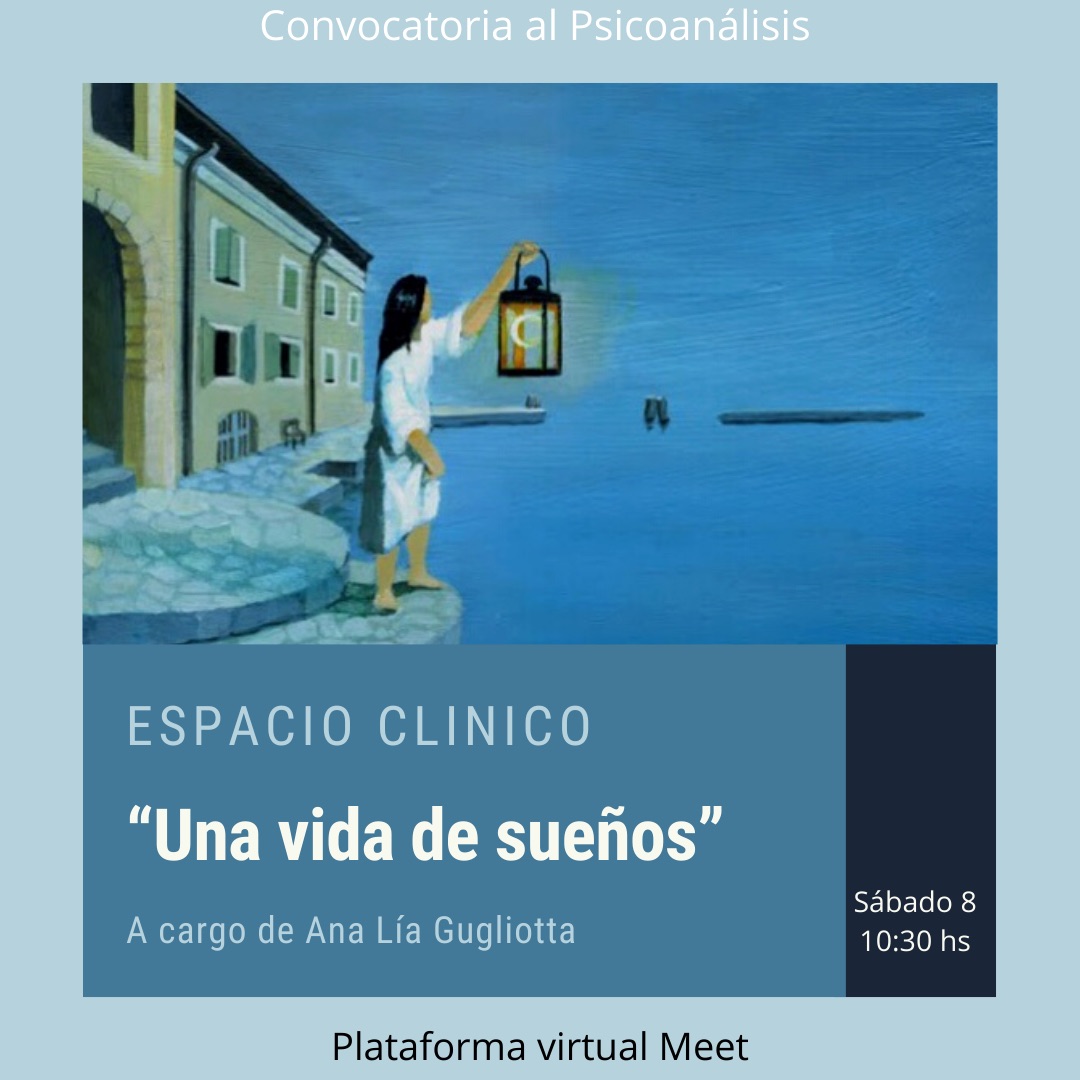 Convocatoria al Psicoanálisis
ESPACIO CLINICO
“Una vida de sueños”
A cargo de Ana Lía Gugliotta
Sábado 8
10:30 hs
Plataforma virtual Meet